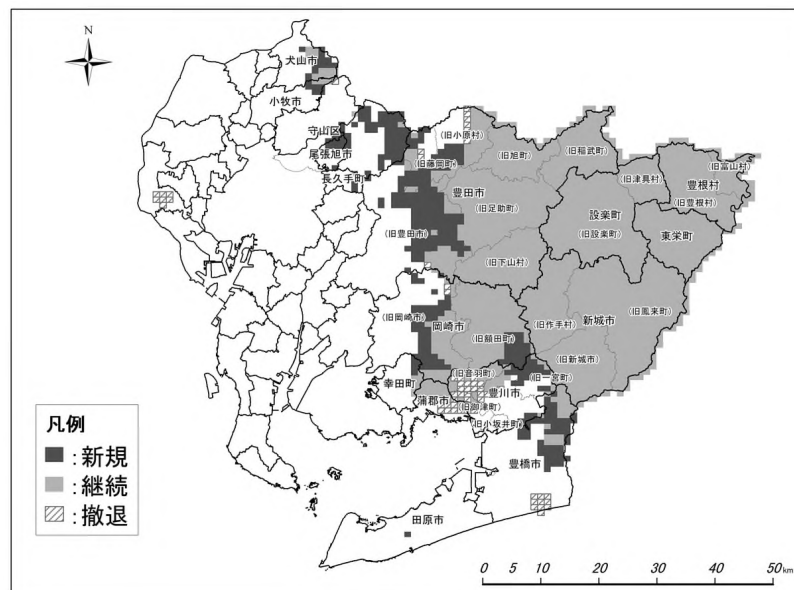 N
犬山市
小牧市
守山区
尾張旭市
長久手町
(旧小原村)
(旧藤岡町)
(旧旭町)
(旧稲武町)
(旧津具村)
(旧富山村)
豊根村
(旧豊根村)
豊田市
(旧足助町)
設楽町
(旧設楽町)
東栄町
(旧豊田市)
(旧下山村)
(旧岡崎市)
岡崎市
(旧額田町)
(旧作手村)
新城市
(旧鳳来町)
(旧新城市)
(旧一宮町)
(旧音羽町)
幸田町
蒲郡市
豊川市
(旧御津町)
(旧小坂井町)
豊橋市
田原市
凡例
:新規
:継続
:撤退
0 5 10 20 30 40 50 km